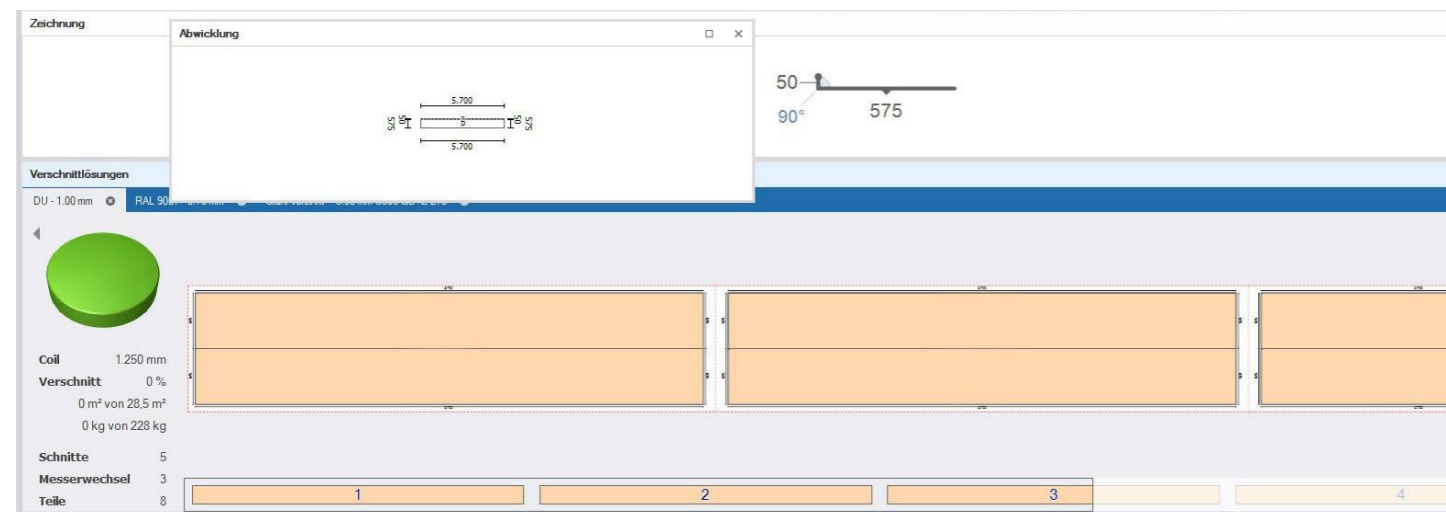 Zeichnung
Abwicklung
5.700
575
50
50
575
5.700
50
90°
575
Verschnittlösungen
DU - 1.00 mm
RAL
Coil 1.250 mm
Verschnitt 0 %
0 m² von 28,5 m²
0 kg von 228 kg
Schnitte 5
Messerwechsel 3
Teile 8
1
2
3
4